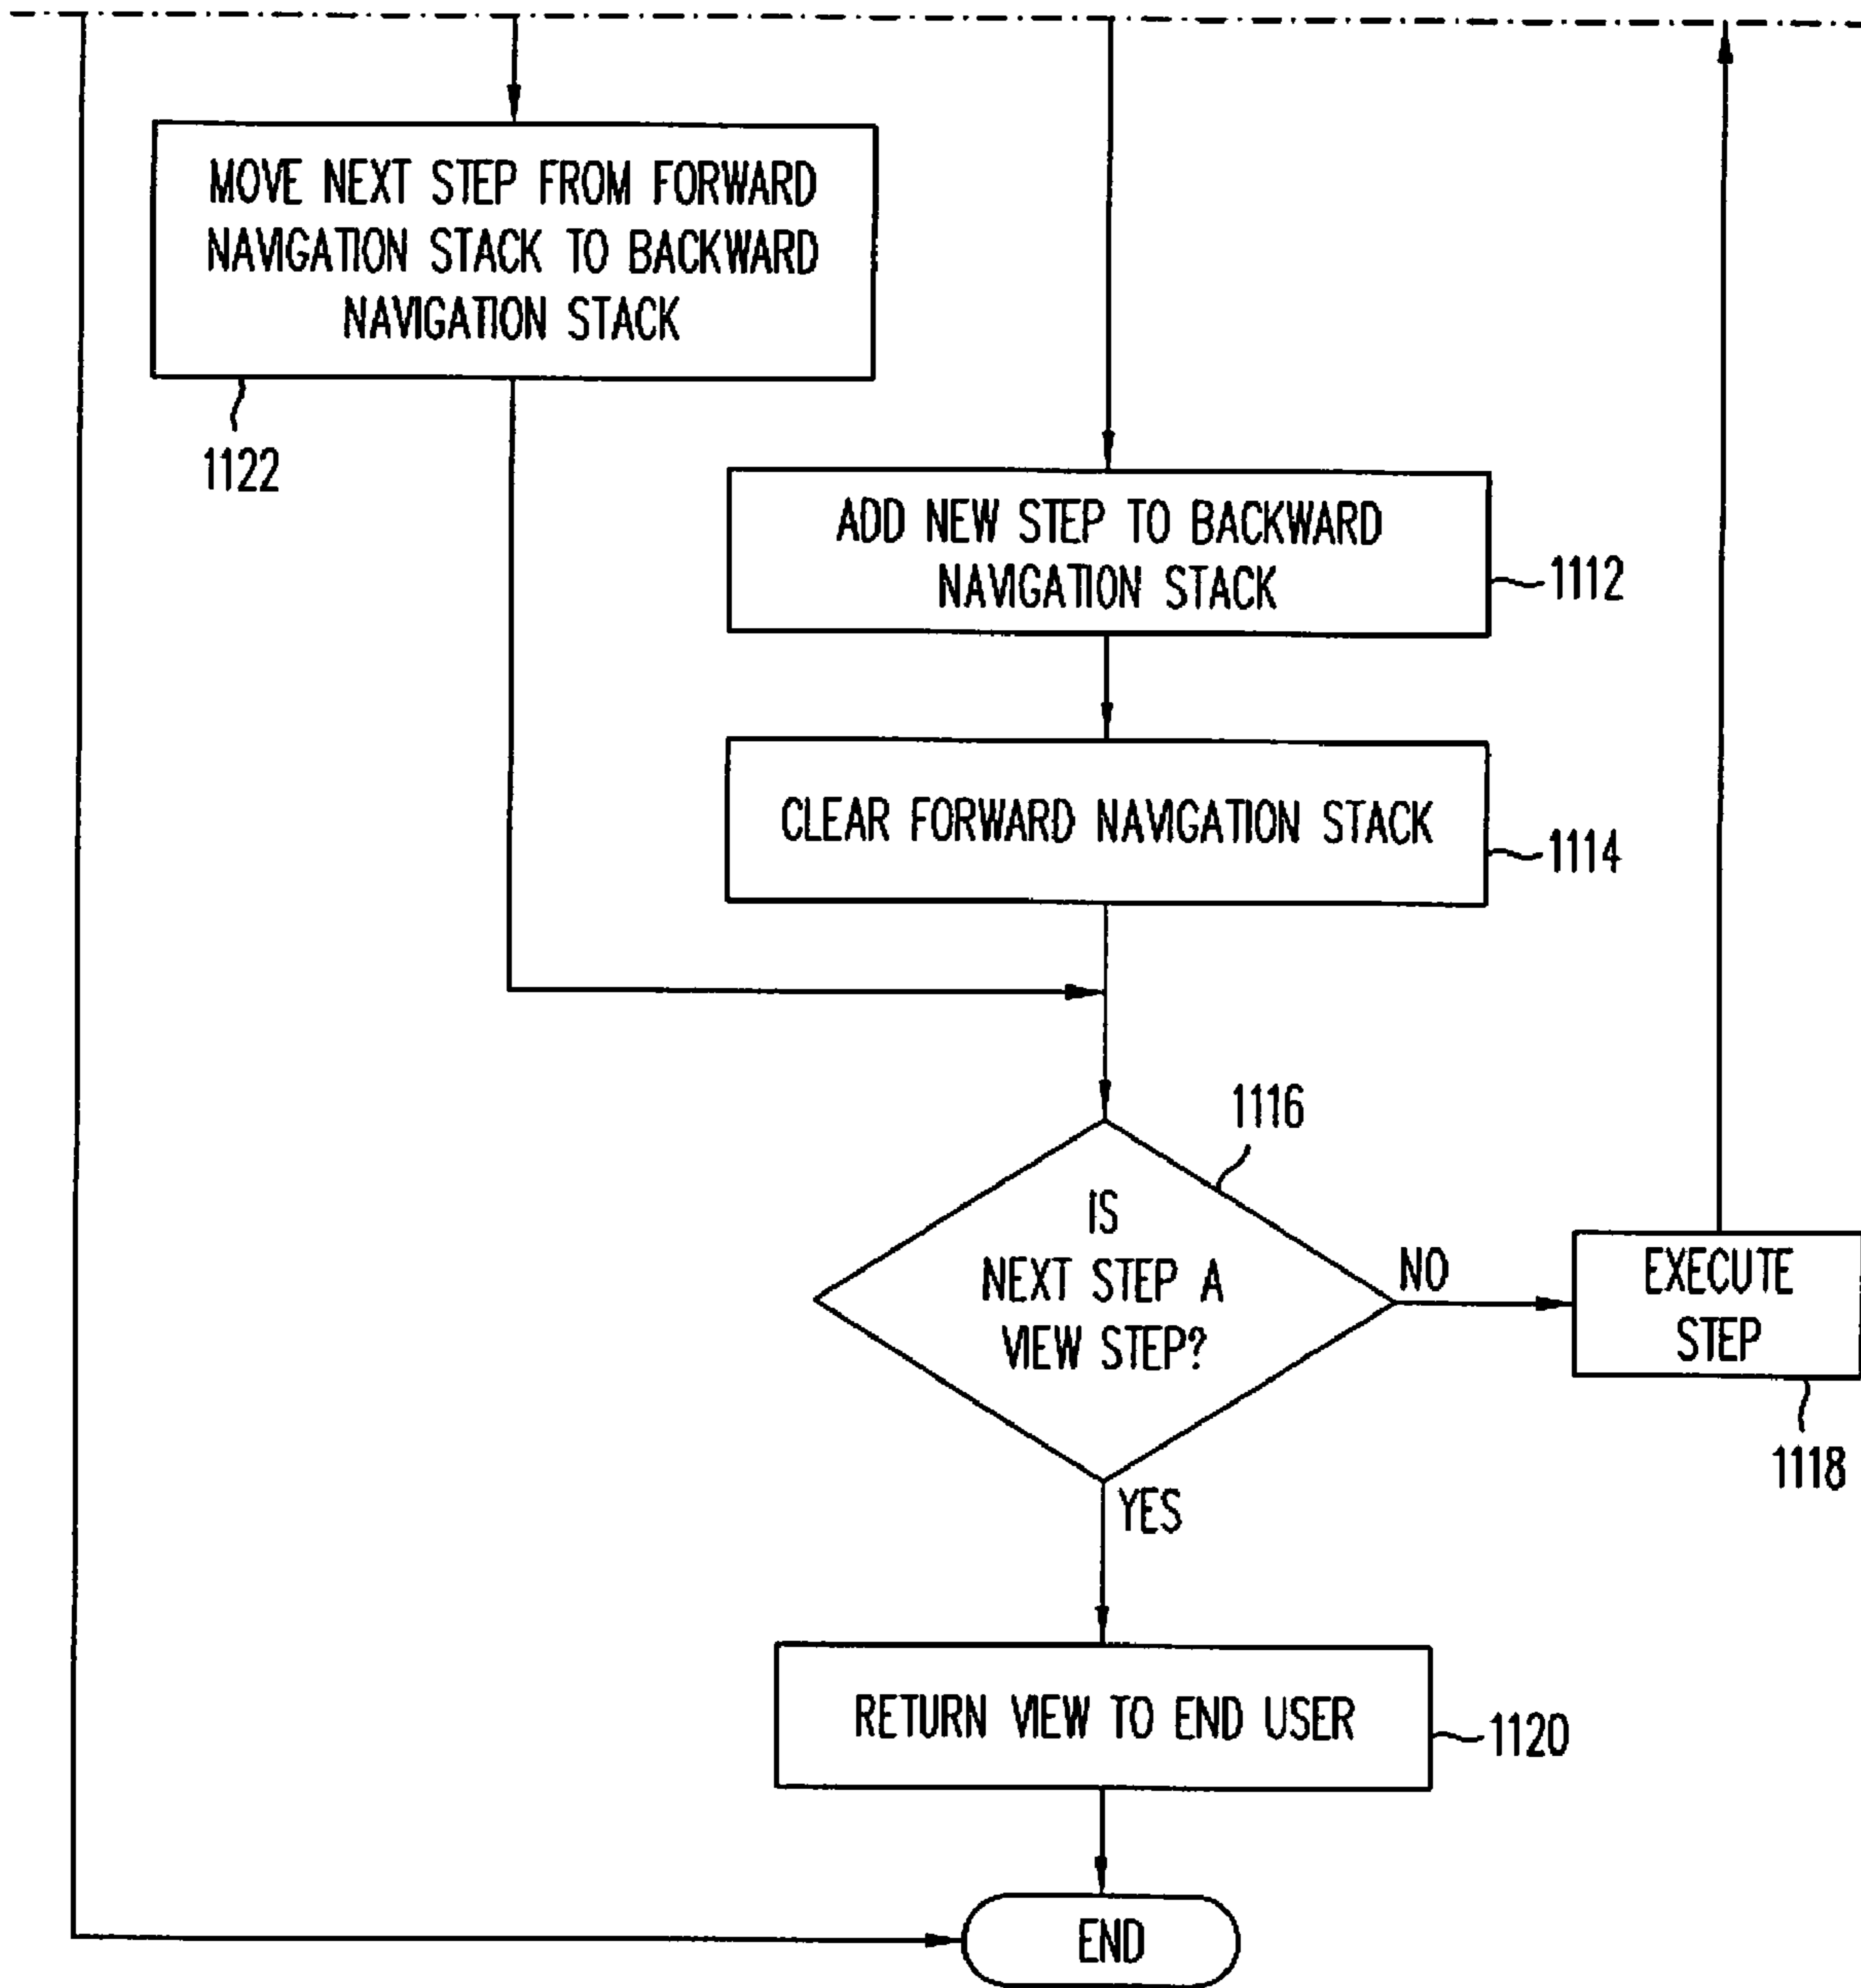 MOVE NEXT STEP FROM FORWARD
NAVIGATION STACK TO BACKWARD
NAVIGATION STACK
1122
ADD NEW STEP TO BACKWARD
NAVIGATION STACK
1112
CLEAR FORWARD NAVIGATION STACK
1114
1116
IS
NEXT STEP A
VIEW STEP?
NO
EXECUTE
STEP
1118
YES
RETURN VIEW TO END USER
1120
END